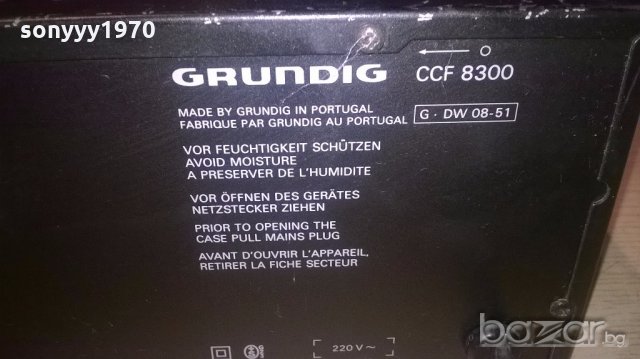 sonyyy1970
GRUNDIG CCF 8300
MADE BY GRUNDIG IN PORTUGAL
FABRIQUE PAR GRUNDIG AU PORTUGAL G · DW 08-51
VOR FEUCHTIGKEIT SCHÜTZEN
AVOID MOISTURE
A PRESERVER DE L'HUMIDITE
VOR ÖFFNEN DES GERÄTES
NETZSTECKER ZIEHEN
PRIOR TO OPENING THE
CASE PULL MAINS PLUG
AVANT D'OUVRIR L'APPAREIL,
RETIRER LA FICHE SECTEUR
220 V~
bazar.bg